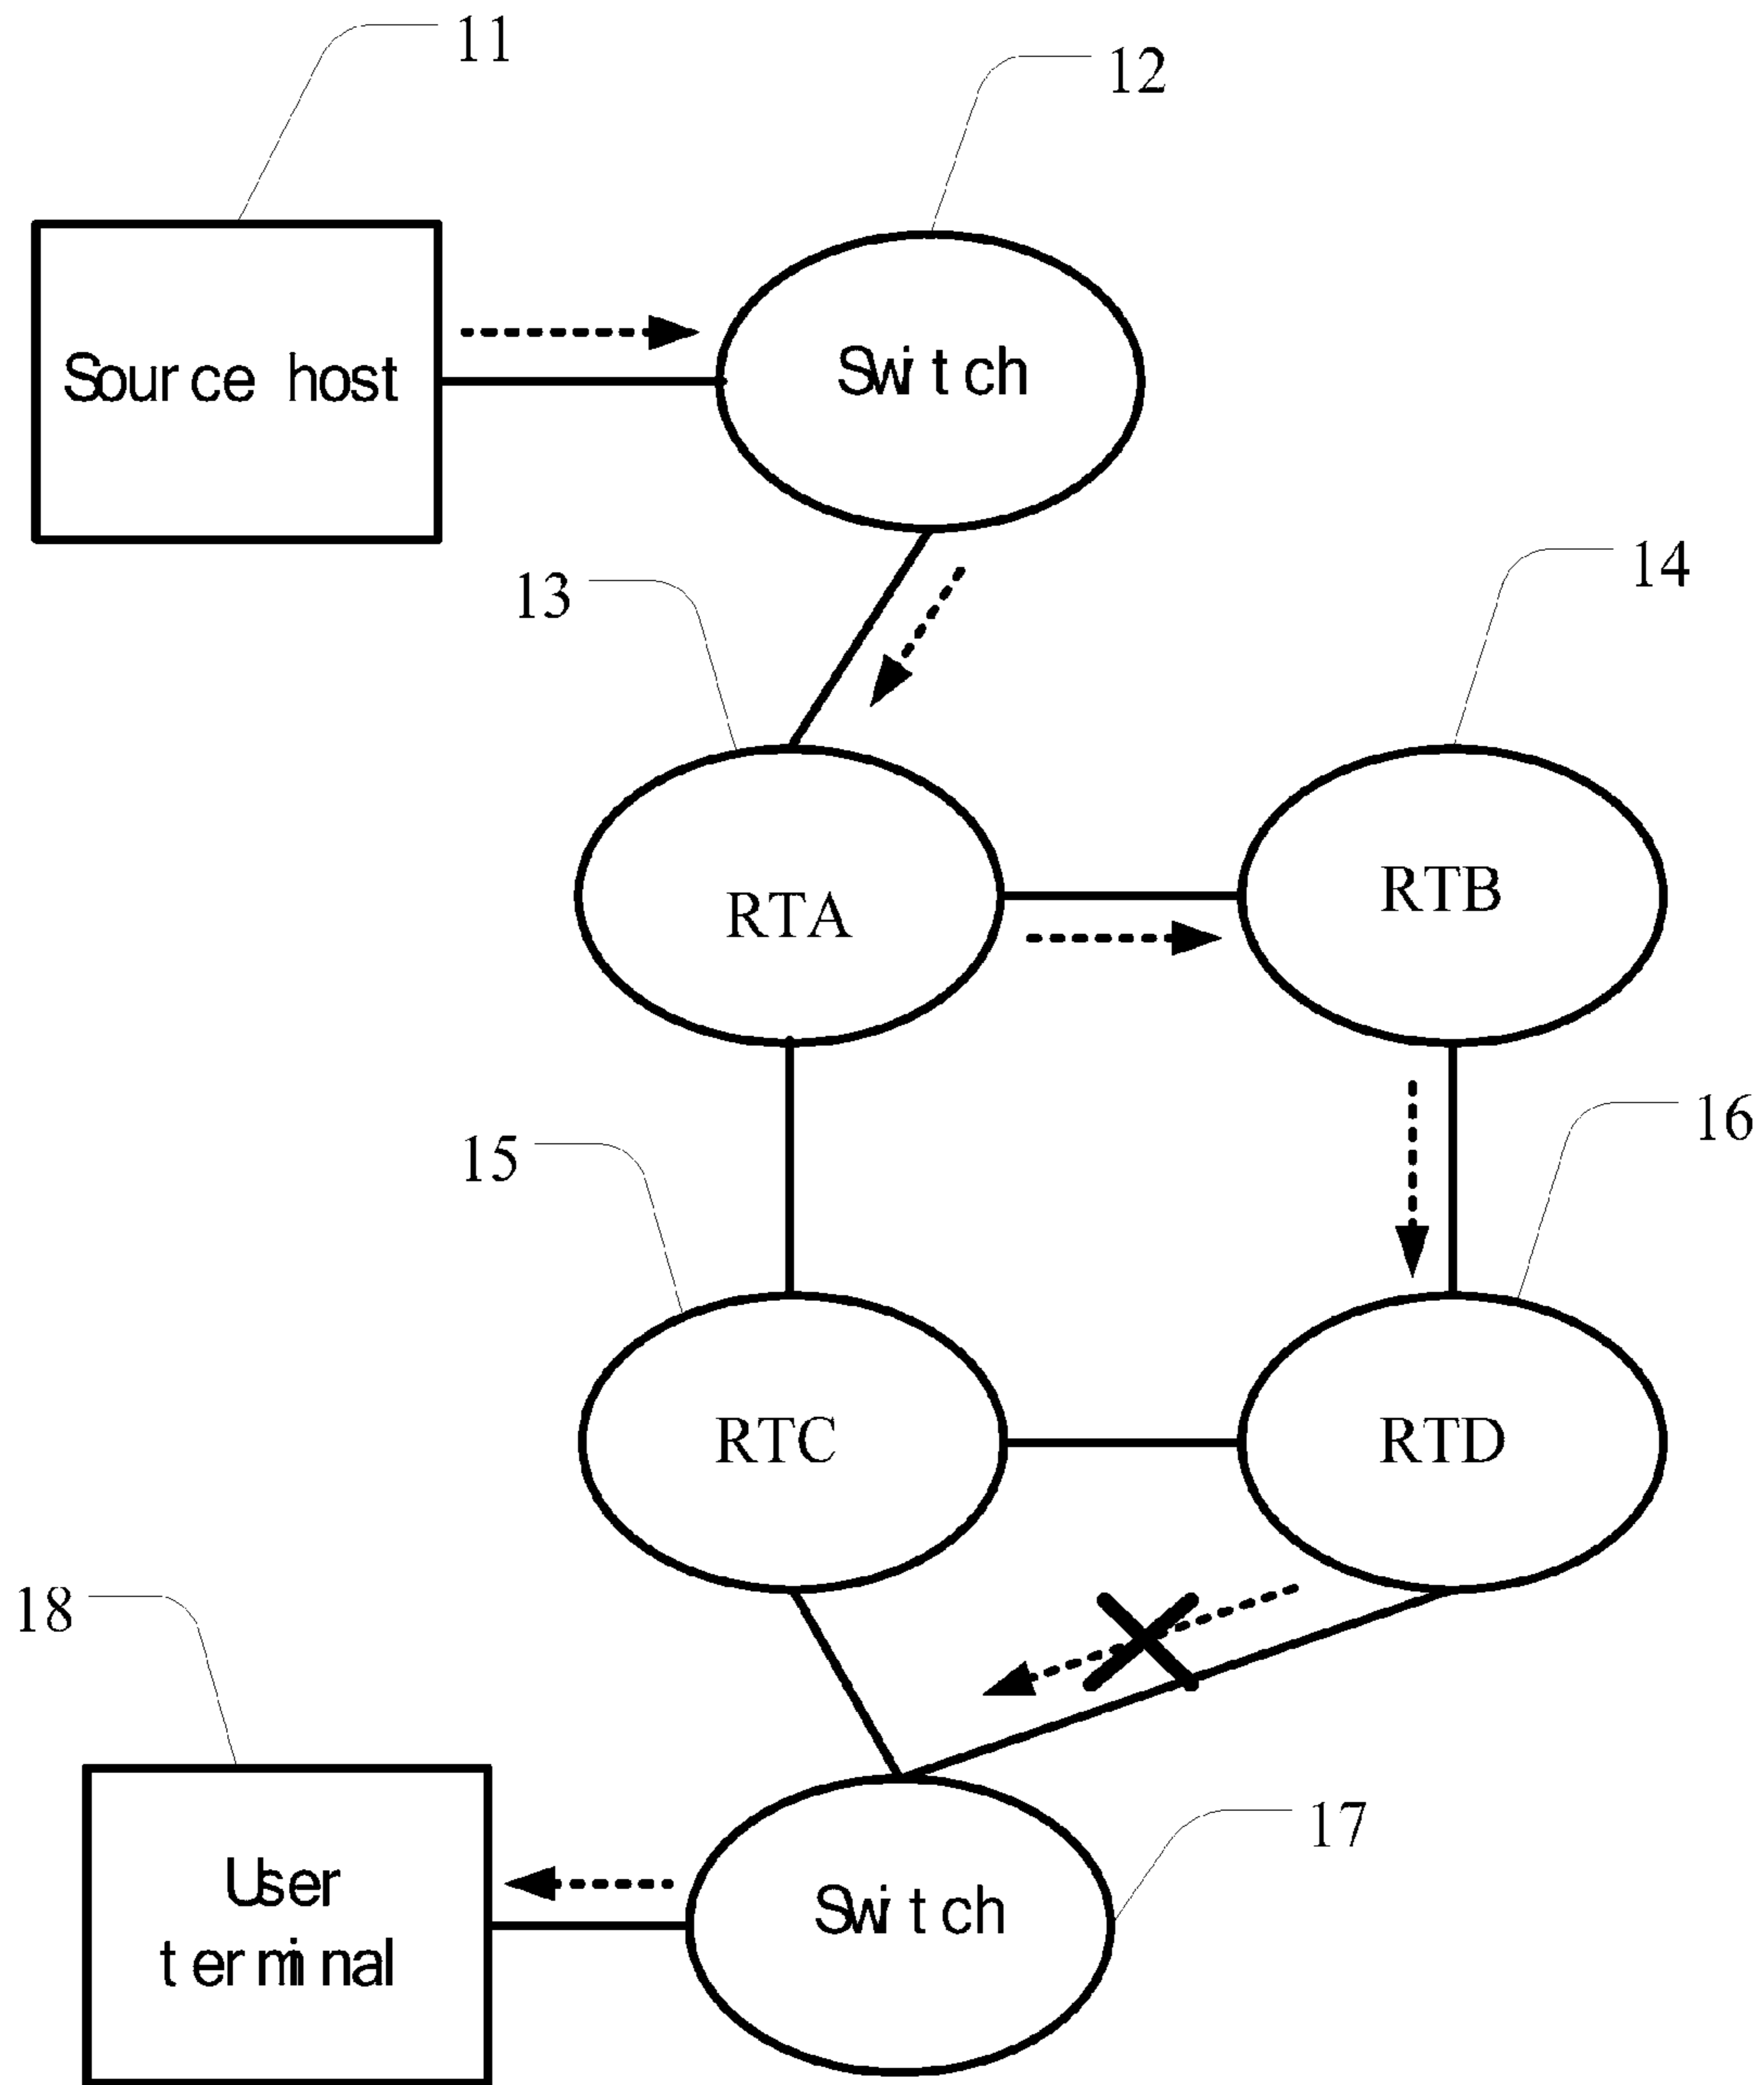 11
12
Source host
Switch
13
14
RTA
RTB
15
16
RTC
RTD
18
17
User
terminal
Switch